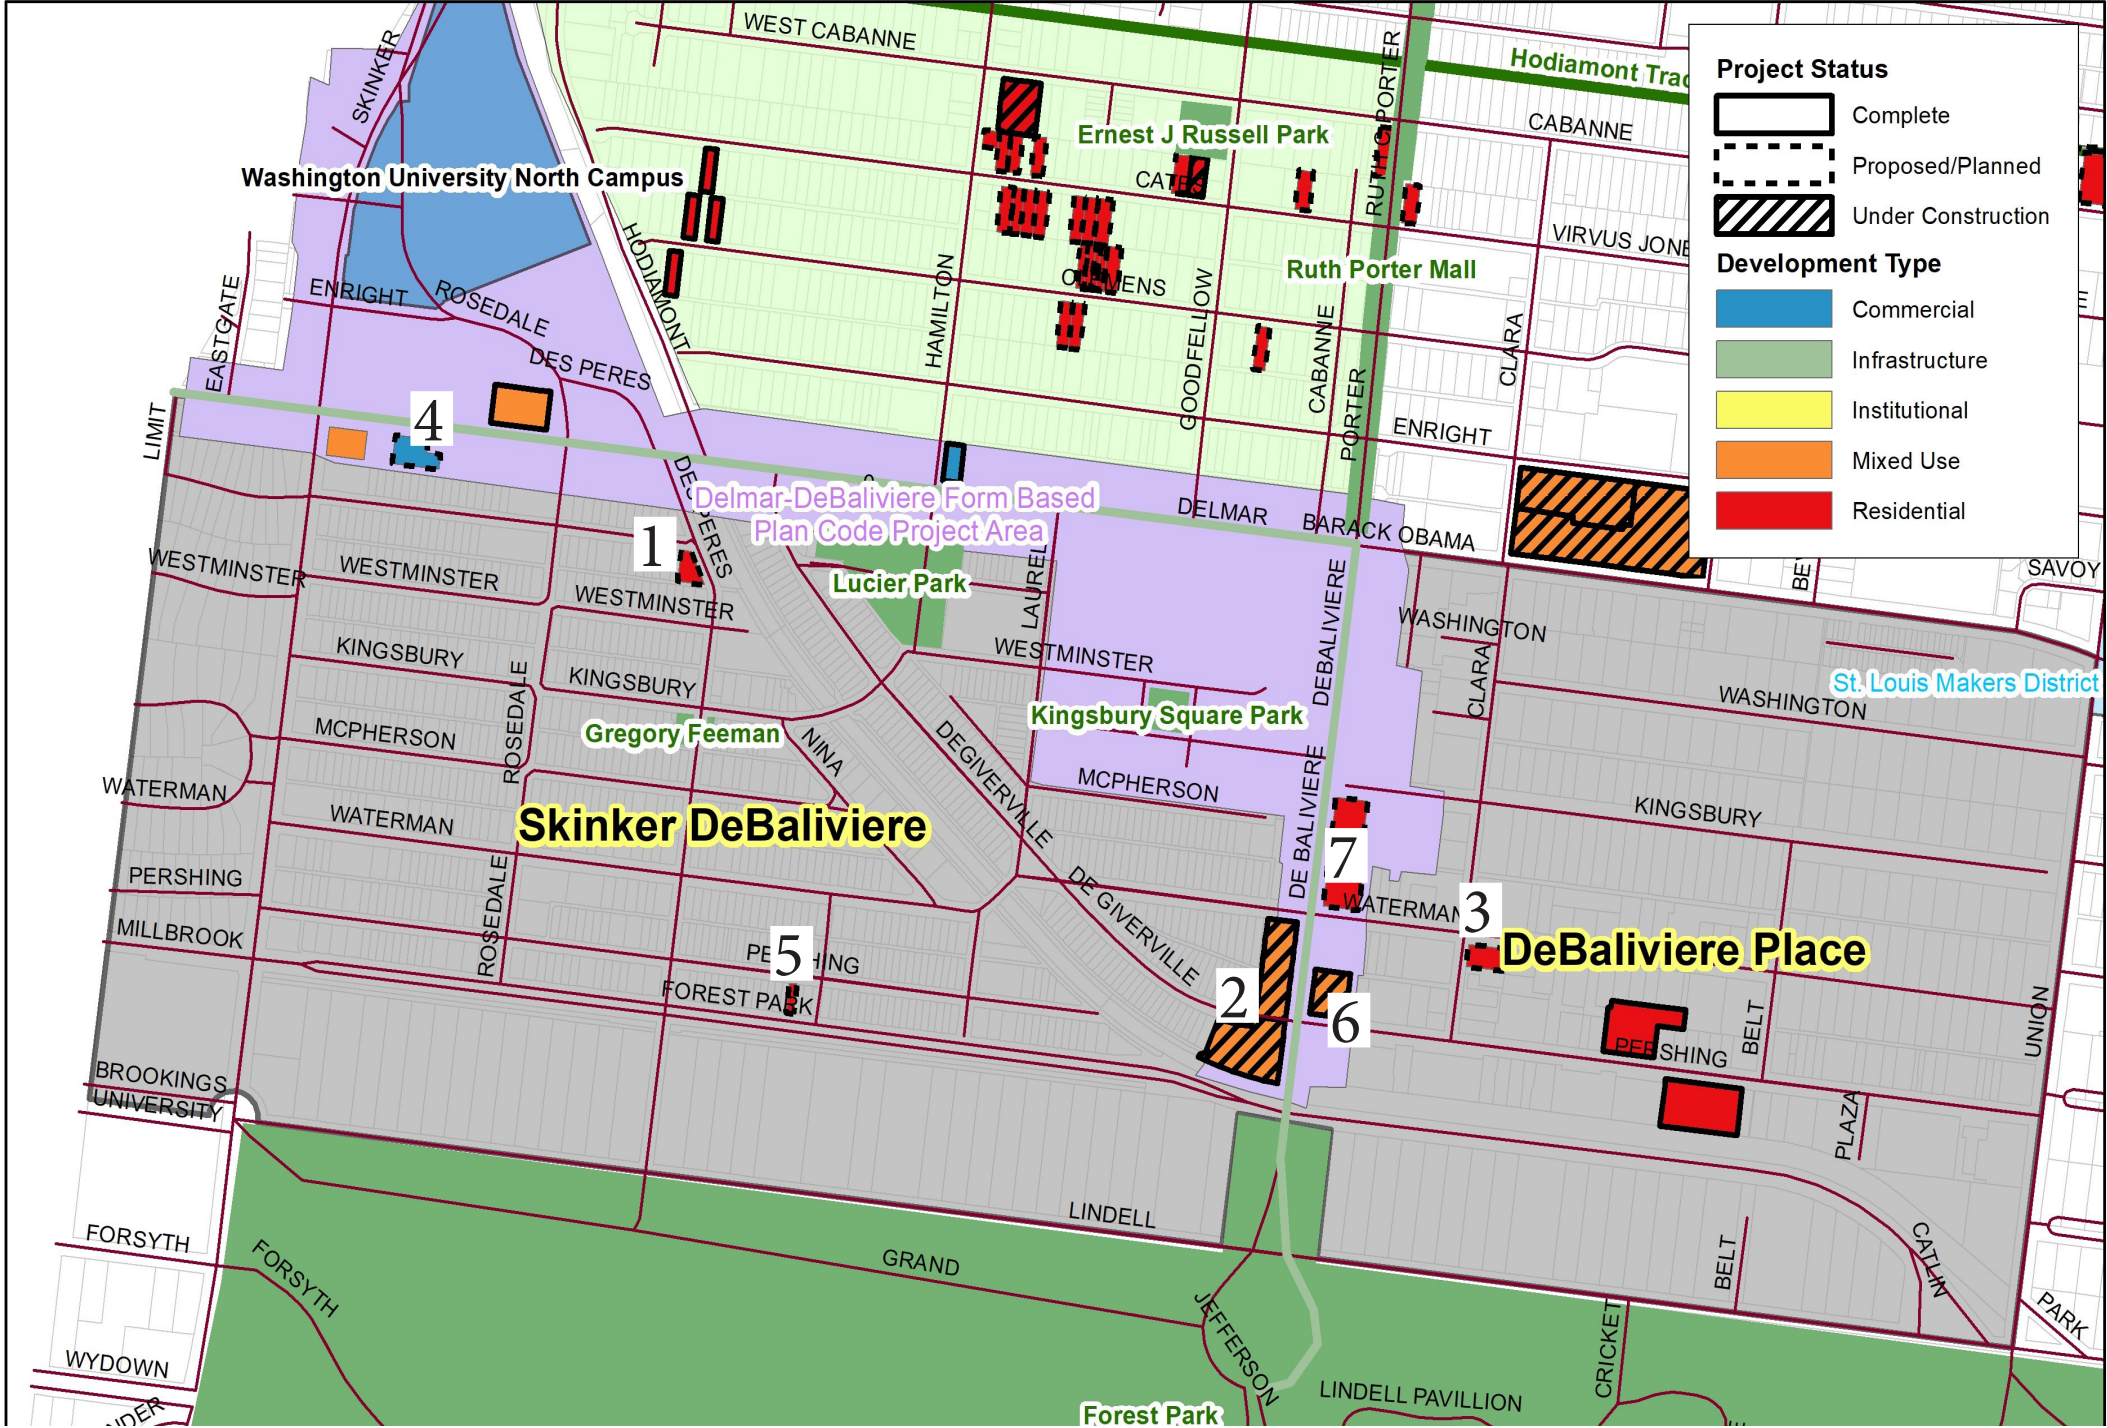 WEST CABANNE
SKINKER
RUTH C PORTER
Hodiamont Trac
Project Status
Complete
Proposed/Planned
Under Construction
Development Type
Commercial
Infrastructure
Institutional
Mixed Use
Residential
CABANNE
Ernest J Russell Park
Washington University North Campus
CATES
VIRVUS JONE
HODIAMONT
Ruth Porter Mall
HAMILTON
GOODFELLOW
CABANNE
CLARA
ENRIGHT
ROSEDALE
EASTGATE
DES PERES
PORTER
LIMIT
4
ENRIGHT
DELMAR
BARACK OBAMA
Delmar-DeBaliviere Form Based
Plan Code Project Area
DES PERES
1
WESTMINSTER
WESTMINSTER
WESTMINSTER
Lucier Park
LAUREL
SAVOY
DEBALIVIERE
WASHINGTON
CLARA
WESTMINSTER
KINGSBURY
KINGSBURY
ROSEDALE
St. Louis Makers District
WASHINGTON
Kingsbury Square Park
Gregory Feeman
MCPHERSON
NINA
DEGIVERVILLE
MCPHERSON
DE BALIVIERE
KINGSBURY
WATERMAN
WATERMAN
Skinker DeBaliviere
7
PERSHING
ROSEDALE
DE GIVERVILLE
WATERMAN
3
DeBaliviere Place
MILLBROOK
PERSHING
5
FOREST PARK
2
6
BELT
UNION
PERSHING
BROOKINGS
UNIVERSITY
PLAZA
LINDELL
FORSYTH
FORSYTH
GRAND
BELT
CATLIN
JEFFERSON
CRICKET
PARK
WYDOWN
LINDELL PAVILLION
Forest Park